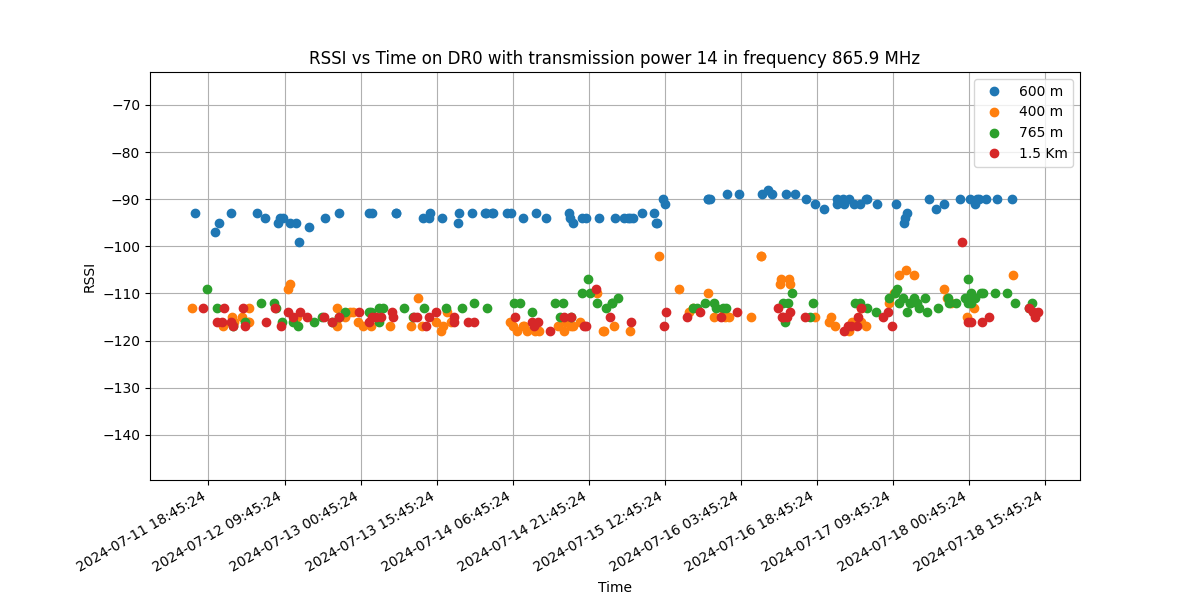 RSSI vs Time on DR0 with transmission power 14 in frequency 865.9 MHz
600 m
400 m
765 m
1.5 Km
RSSI
−70
−80
−90
−100
−110
−120
−130
−140
2024-07-11 18:45:24
2024-07-12 09:45:24
2024-07-13 00:45:24
2024-07-13 15:45:24
2024-07-14 06:45:24
2024-07-14 21:45:24
2024-07-15 12:45:24
2024-07-16 03:45:24
2024-07-16 18:45:24
2024-07-17 09:45:24
2024-07-18 00:45:24
2024-07-18 15:45:24
Time